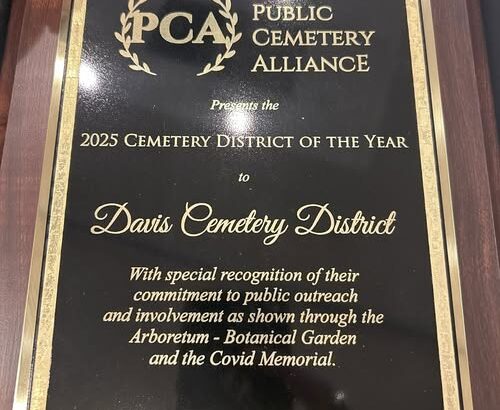 PCA
PUBLIC
CEMETERY
ALLIANCE
Presents the
2025 CEMETERY DISTRICT OF THE YEAR
to
Davis Cemetery District
With special recognition of their
commitment to public outreach
and involvement as shown through the
Arboretum - Botanical Garden
and the Covid Memorial.